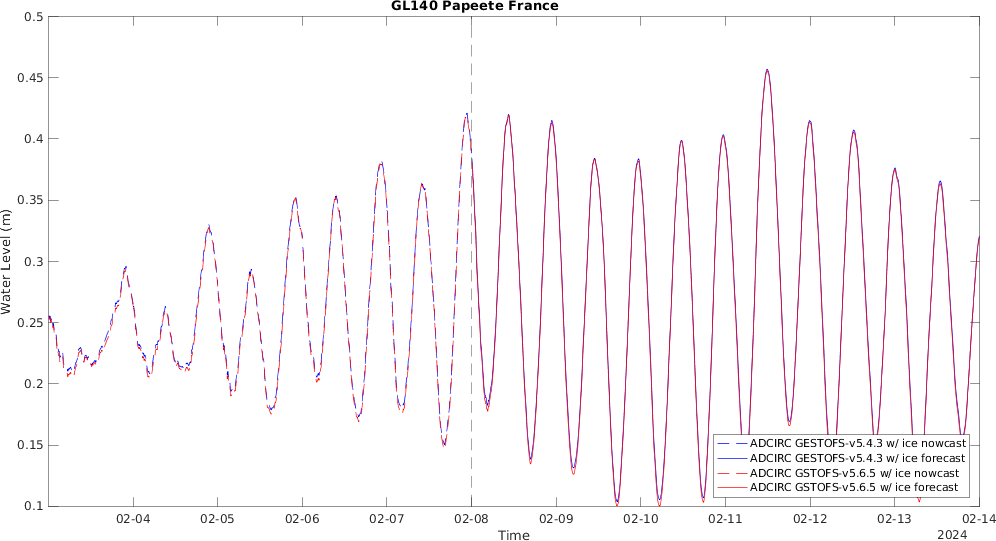 GL140 Papeete France
0.5
0.45
0.4
0.35
0.3
0.25
0.2
0.15
0.1
Water Level (m)
ADCIRC GESTOFS-v5.4.3 w/ ice nowcast
ADCIRC GESTOFS-v5.4.3 w/ ice forecast
ADCIRC GSTOFS-v5.6.5 w/ ice nowcast
ADCIRC GSTOFS-v5.6.5 w/ ice forecast
02-04 02-05 02-06 02-07 02-08 02-09 02-10 02-11 02-12 02-13 02-14
Time
2024